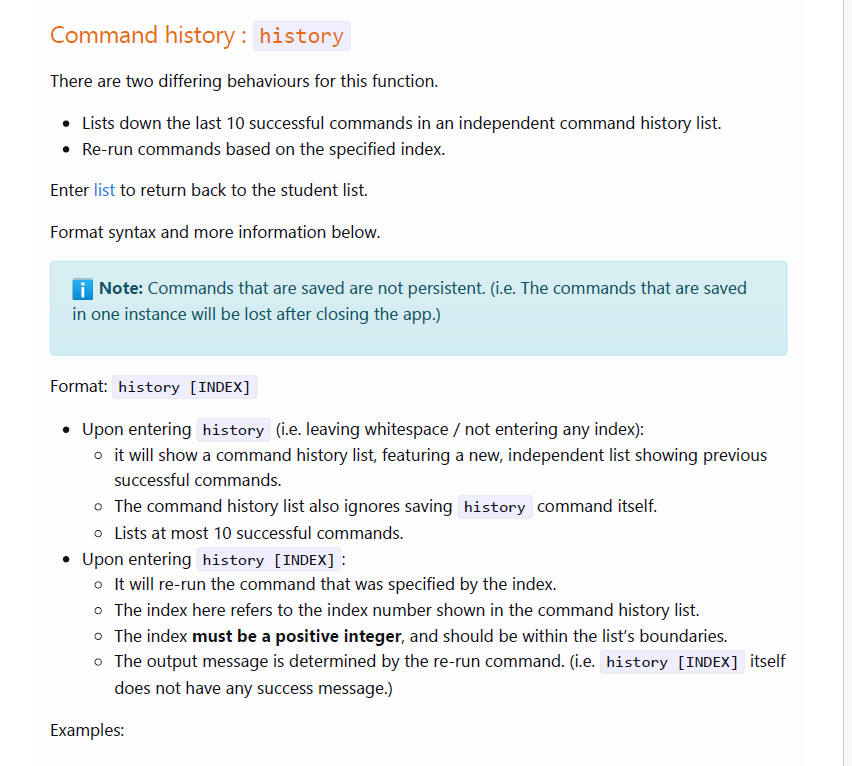 Command history : history
There are two differing behaviours for this function.
• Lists down the last 10 successful commands in an independent command history list.
• Re-run commands based on the specified index.
Enter list to return back to the student list.
Format syntax and more information below.
ℹ️ Note: Commands that are saved are not persistent. (i.e. The commands that are saved
in one instance will be lost after closing the app.)
Format: history [INDEX]
• Upon entering history (i.e. leaving whitespace / not entering any index):
◦ it will show a command history list, featuring a new, independent list showing previous
successful commands.
◦ The command history list also ignores saving history command itself.
◦ Lists at most 10 successful commands.
• Upon entering history [INDEX] :
◦ It will re-run the command that was specified by the index.
◦ The index here refers to the index number shown in the command history list.
◦ The index must be a positive integer, and should be within the list’s boundaries.
◦ The output message is determined by the re-run command. (i.e. history [INDEX] itself
does not have any success message.)
Examples: